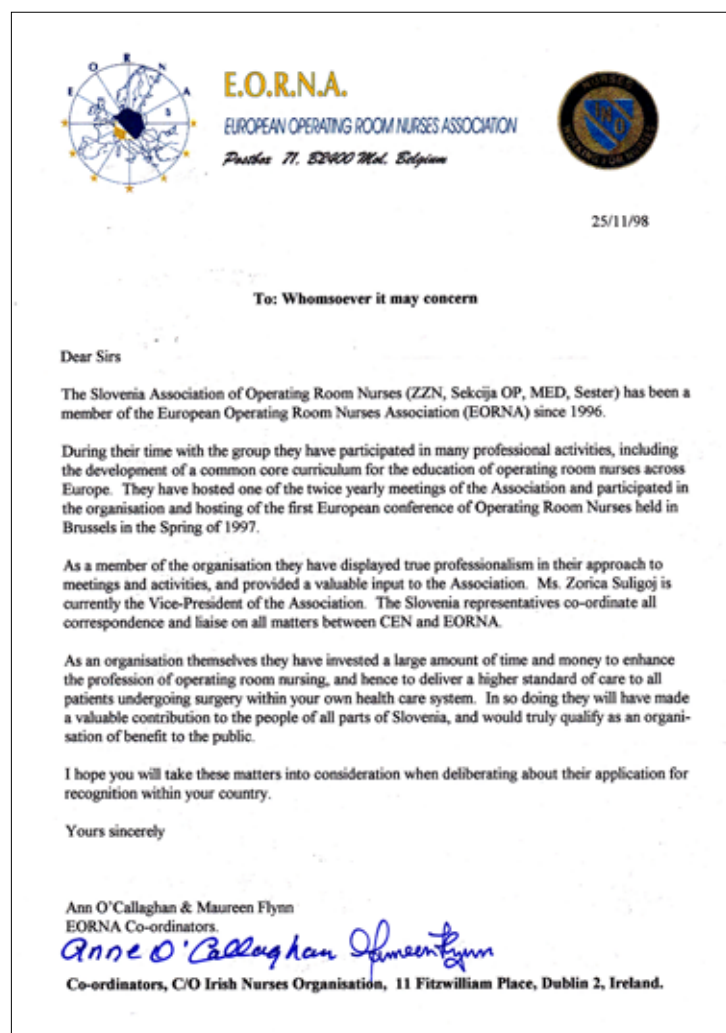 E O R N A S
E.O.R.N.A.
EUROPEAN OPERATING ROOM NURSES ASSOCIATION
Postbox 71, B2400 Mol, Belgium
NURSES
INO
WORKING FOR NURSES
25/11/98
To: Whomsoever it may concern
Dear Sirs
The Slovenia Association of Operating Room Nurses (ZZN, Sekcija OP, MED, Sester) has been a
member of the European Operating Room Nurses Association (EORNA) since 1996.
During their time with the group they have participated in many professional activities, including
the development of a common core curriculum for the education of operating room nurses across
Europe. They have hosted one of the twice yearly meetings of the Association and participated in
the organisation and hosting of the first European conference of Operating Room Nurses held in
Brussels in the Spring of 1997.
As a member of the organisation they have displayed true professionalism in their approach to
meetings and activities, and provided a valuable input to the Association. Ms. Zorica Suligoj is
currently the Vice-President of the Association. The Slovenia representatives co-ordinate all
correspondence and liaise on all matters between CEN and EORNA.
As an organisation themselves they have invested a large amount of time and money to enhance
the profession of operating room nursing, and hence to deliver a higher standard of care to all
patients undergoing surgery within your own health care system. In so doing they will have made
a valuable contribution to the people of all parts of Slovenia, and would truly qualify as an organi-
sation of benefit to the public.
I hope you will take these matters into consideration when deliberating about their application for
recognition within your country.
Yours sincerely
Ann O'Callaghan & Maureen Flynn
EORNA Co-ordinators.
Anne O'Callaghan Maureen Flynn
Co-ordinators, C/O Irish Nurses Organisation, 11 Fitzwilliam Place, Dublin 2, Ireland.